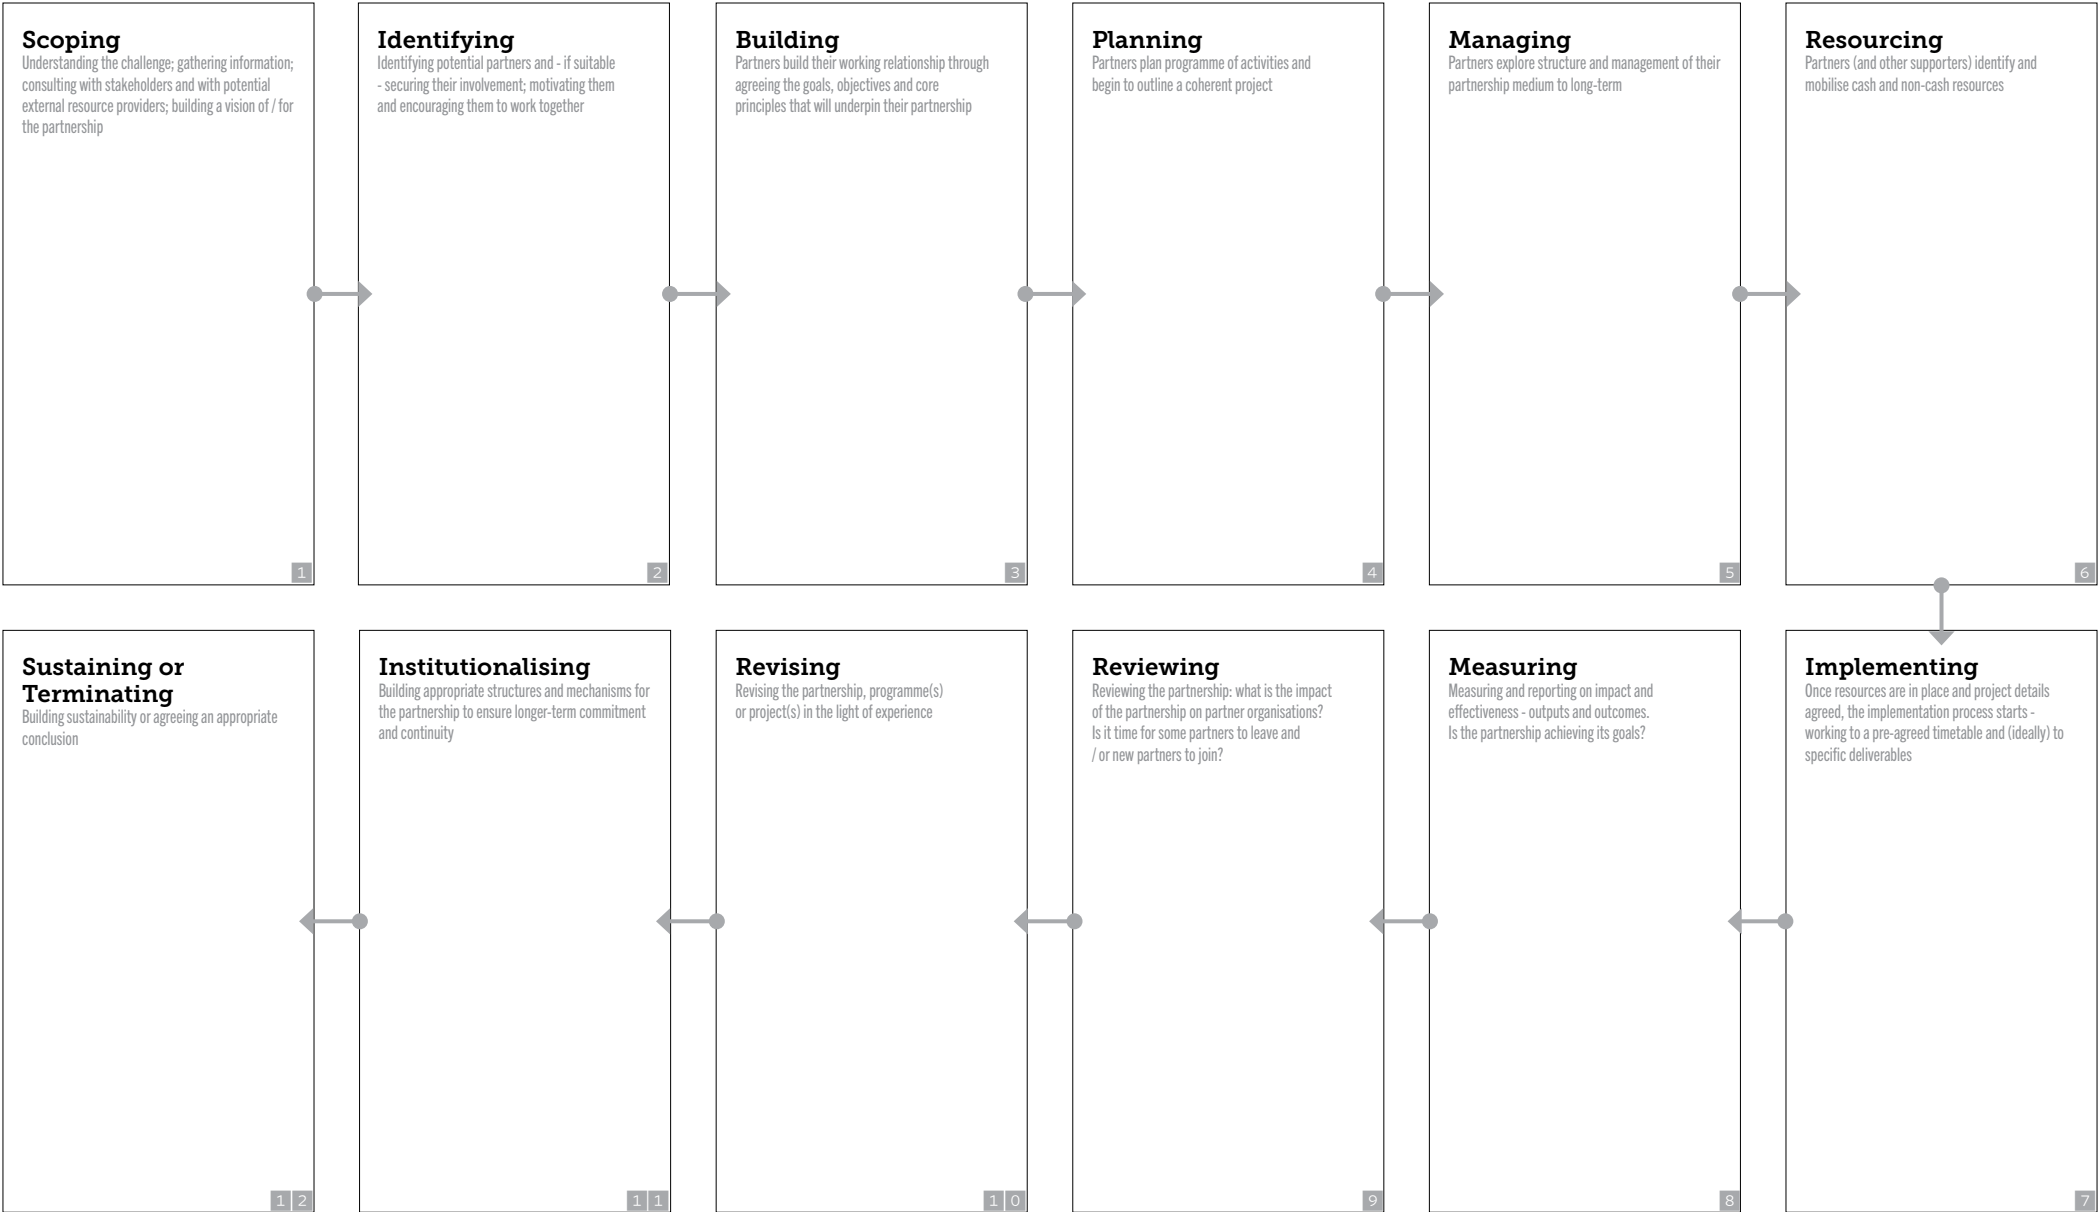 Scoping
Understanding the challenge; gathering information;
consulting with stakeholders and with potential
external resource providers; building a vision of / for
the partnership
1
Identifying
Identifying potential partners and - if suitable
- securing their involvement; motivating them
and encouraging them to work together
2
Building
Partners build their working relationship through
agreeing the goals, objectives and core
principles that will underpin their partnership
3
Planning
Partners plan programme of activities and
begin to outline a coherent project
4
Managing
Partners explore structure and management of their
partnership medium to long-term
5
Resourcing
Partners (and other supporters) identify and
mobilise cash and non-cash resources
6
Implementing
Once resources are in place and project details
agreed, the implementation process starts -
working to a pre-agreed timetable and (ideally) to
specific deliverables
7
Measuring
Measuring and reporting on impact and
effectiveness - outputs and outcomes.
Is the partnership achieving its goals?
8
Reviewing
Reviewing the partnership: what is the impact
of the partnership on partner organisations?
Is it time for some partners to leave and
/ or new partners to join?
9
Revising
Revising the partnership, programme(s)
or project(s) in the light of experience
10
Institutionalising
Building appropriate structures and mechanisms for
the partnership to ensure longer-term commitment
and continuity
11
Sustaining or
Terminating
Building sustainability or agreeing an appropriate
conclusion
12